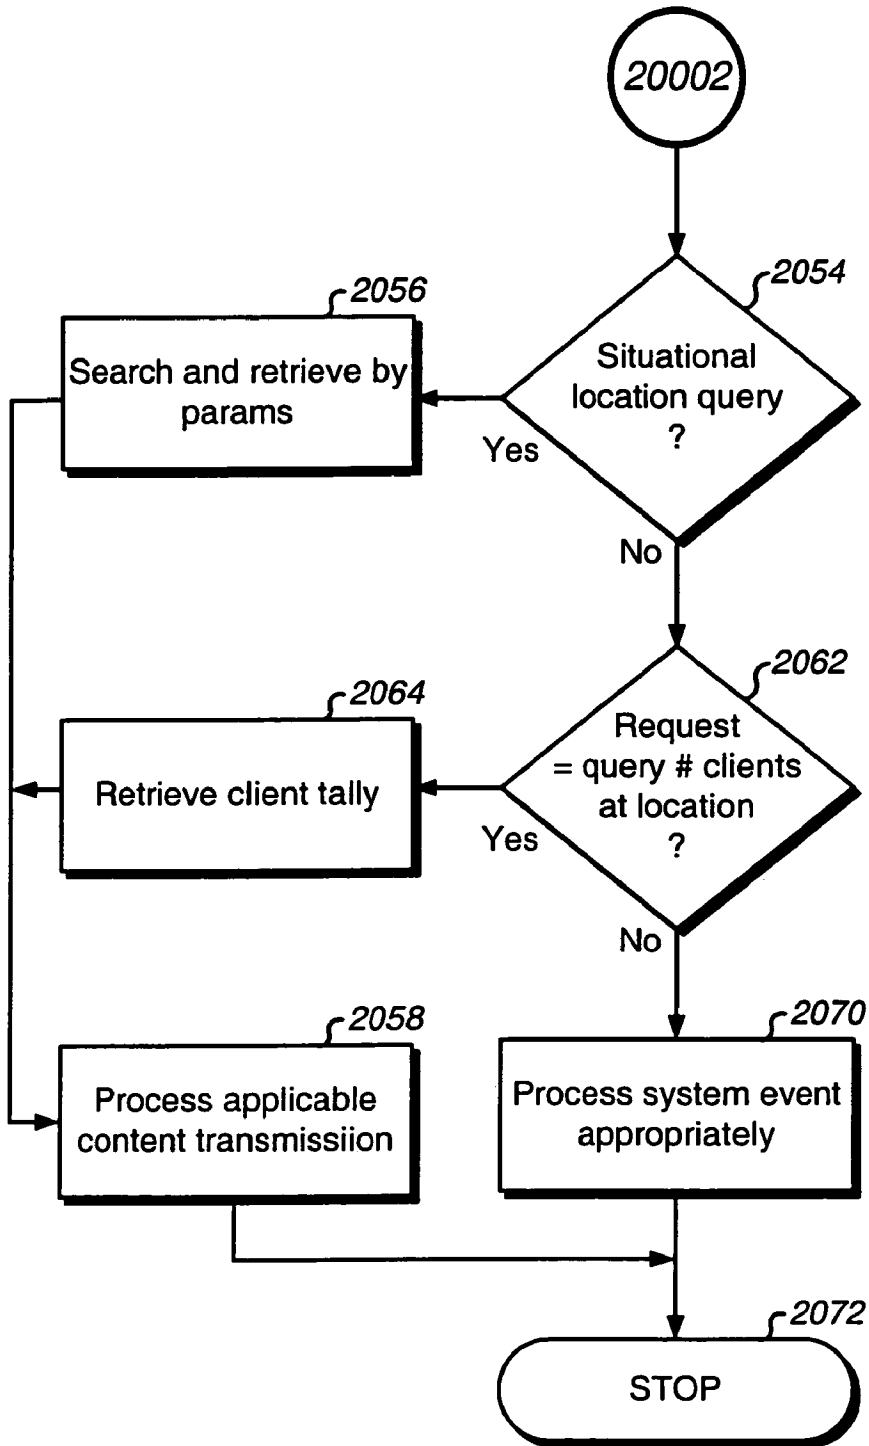 20002
2054
Situational
location query
?
Yes
No
2056
Search and retrieve by
params
2062
Request
= query # clients
at location
?
Yes
No
2064
Retrieve client tally
2058
Process applicable
content transmissiion
2070
Process system event
appropriately
2072
STOP